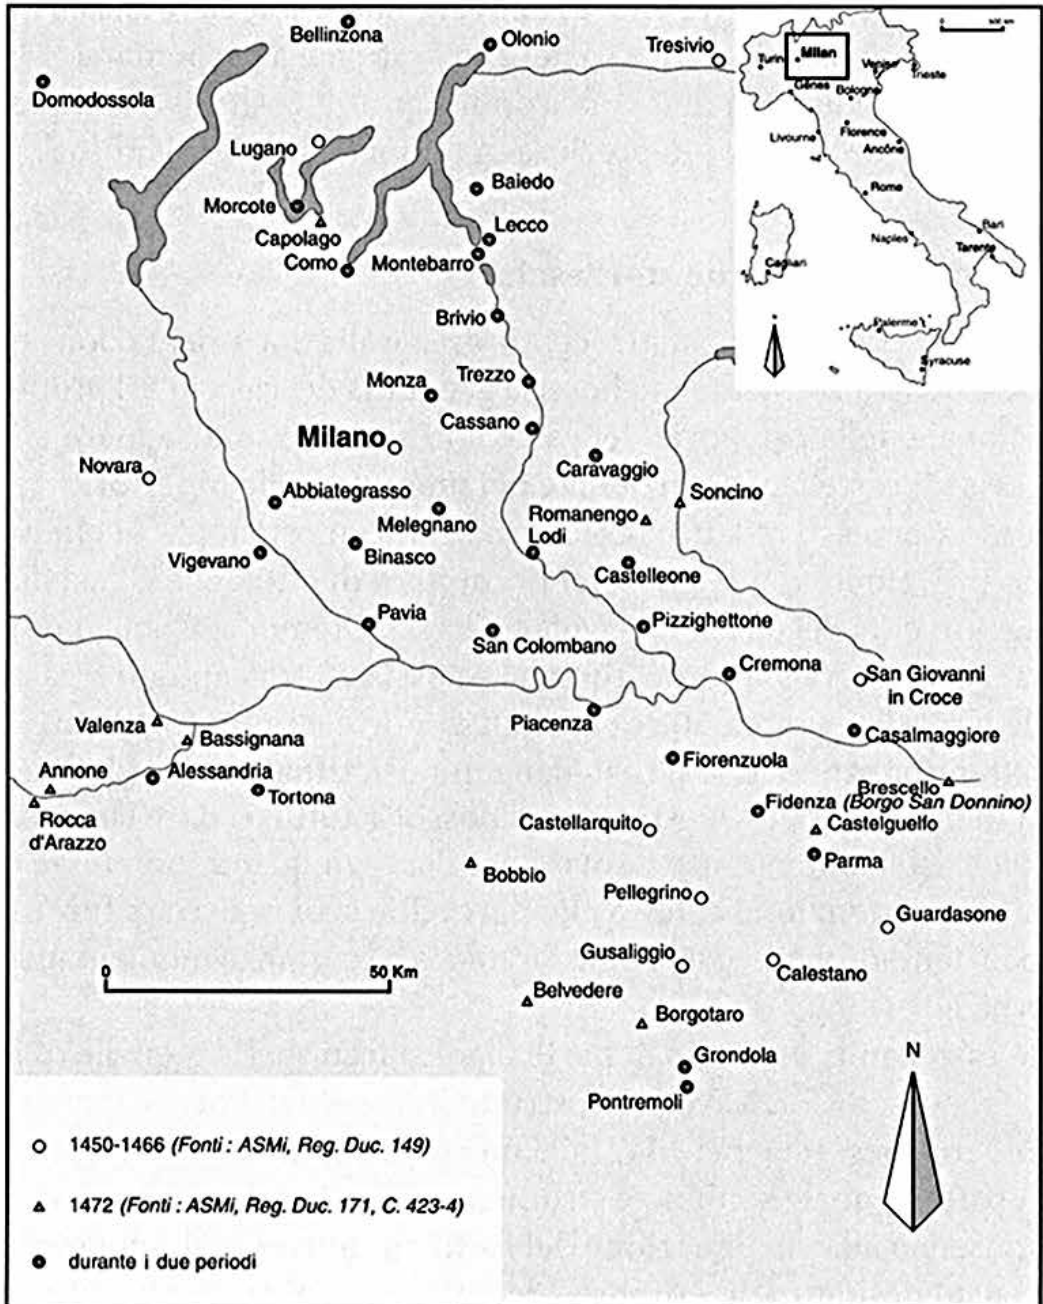 Bellinzona
Olonio
Tresivio
Domodossola
Lugano
Baiedo
Morcote
Capolago
Lecco
Como
Montebarro
Brivio
Monza
Trezzo
Cassano
Milano
Novara
Caravaggio
Abbiategrasso
Soncino
Melegnano
Romanengo
Lodi
Vigevano
Binasco
Castelleone
Pavia
Pizzighettone
San Colombano
Cremona
San Giovanni
in Croce
Piacenza
Valenza
Bassignana
Casalmaggiore
Fiorenzuola
Annone
Alessandria
Tortona
Brescello
Rocca
d'Arazzo
Fidenza (Borgo San Donnino)
Castellarquito
Castelguelfo
Parma
Bobbio
Pellegrino
Guardasone
Gusaliggio
Calestano
0 50 Km
Belvedere
Borgotaro
Grondola
Pontremoli
N
1450-1466 (Fonti : ASMi, Reg. Duc. 149)
1472 (Fonti : ASMi, Reg. Duc. 171, C. 423-4)
durante i due periodi
Turin
Milan
Venise
Trieste
Gênes
Bologne
Livourne
Florence
Ancône
Rome
Naples
Bari
Tarente
Cagliari
Palerme
Syracuse